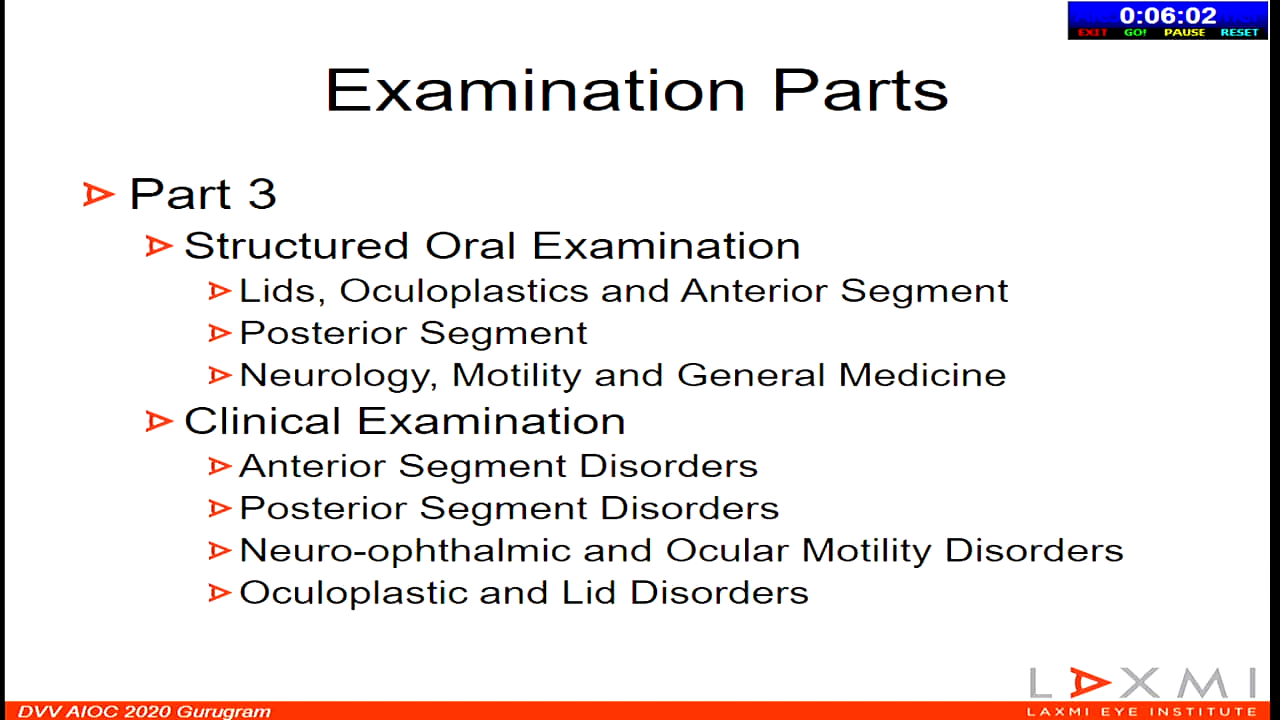 0:06:02
EXIT GO! PAUSE RESET
Examination Parts
Part 3
Structured Oral Examination
Lids, Oculoplastics and Anterior Segment
Posterior Segment
Neurology, Motility and General Medicine
Clinical Examination
Anterior Segment Disorders
Posterior Segment Disorders
Neuro-ophthalmic and Ocular Motility Disorders
Oculoplastic and Lid Disorders
LAXMI
LAXMI EYE INSTITUTE
DVV AIOC 2020 Gurugram